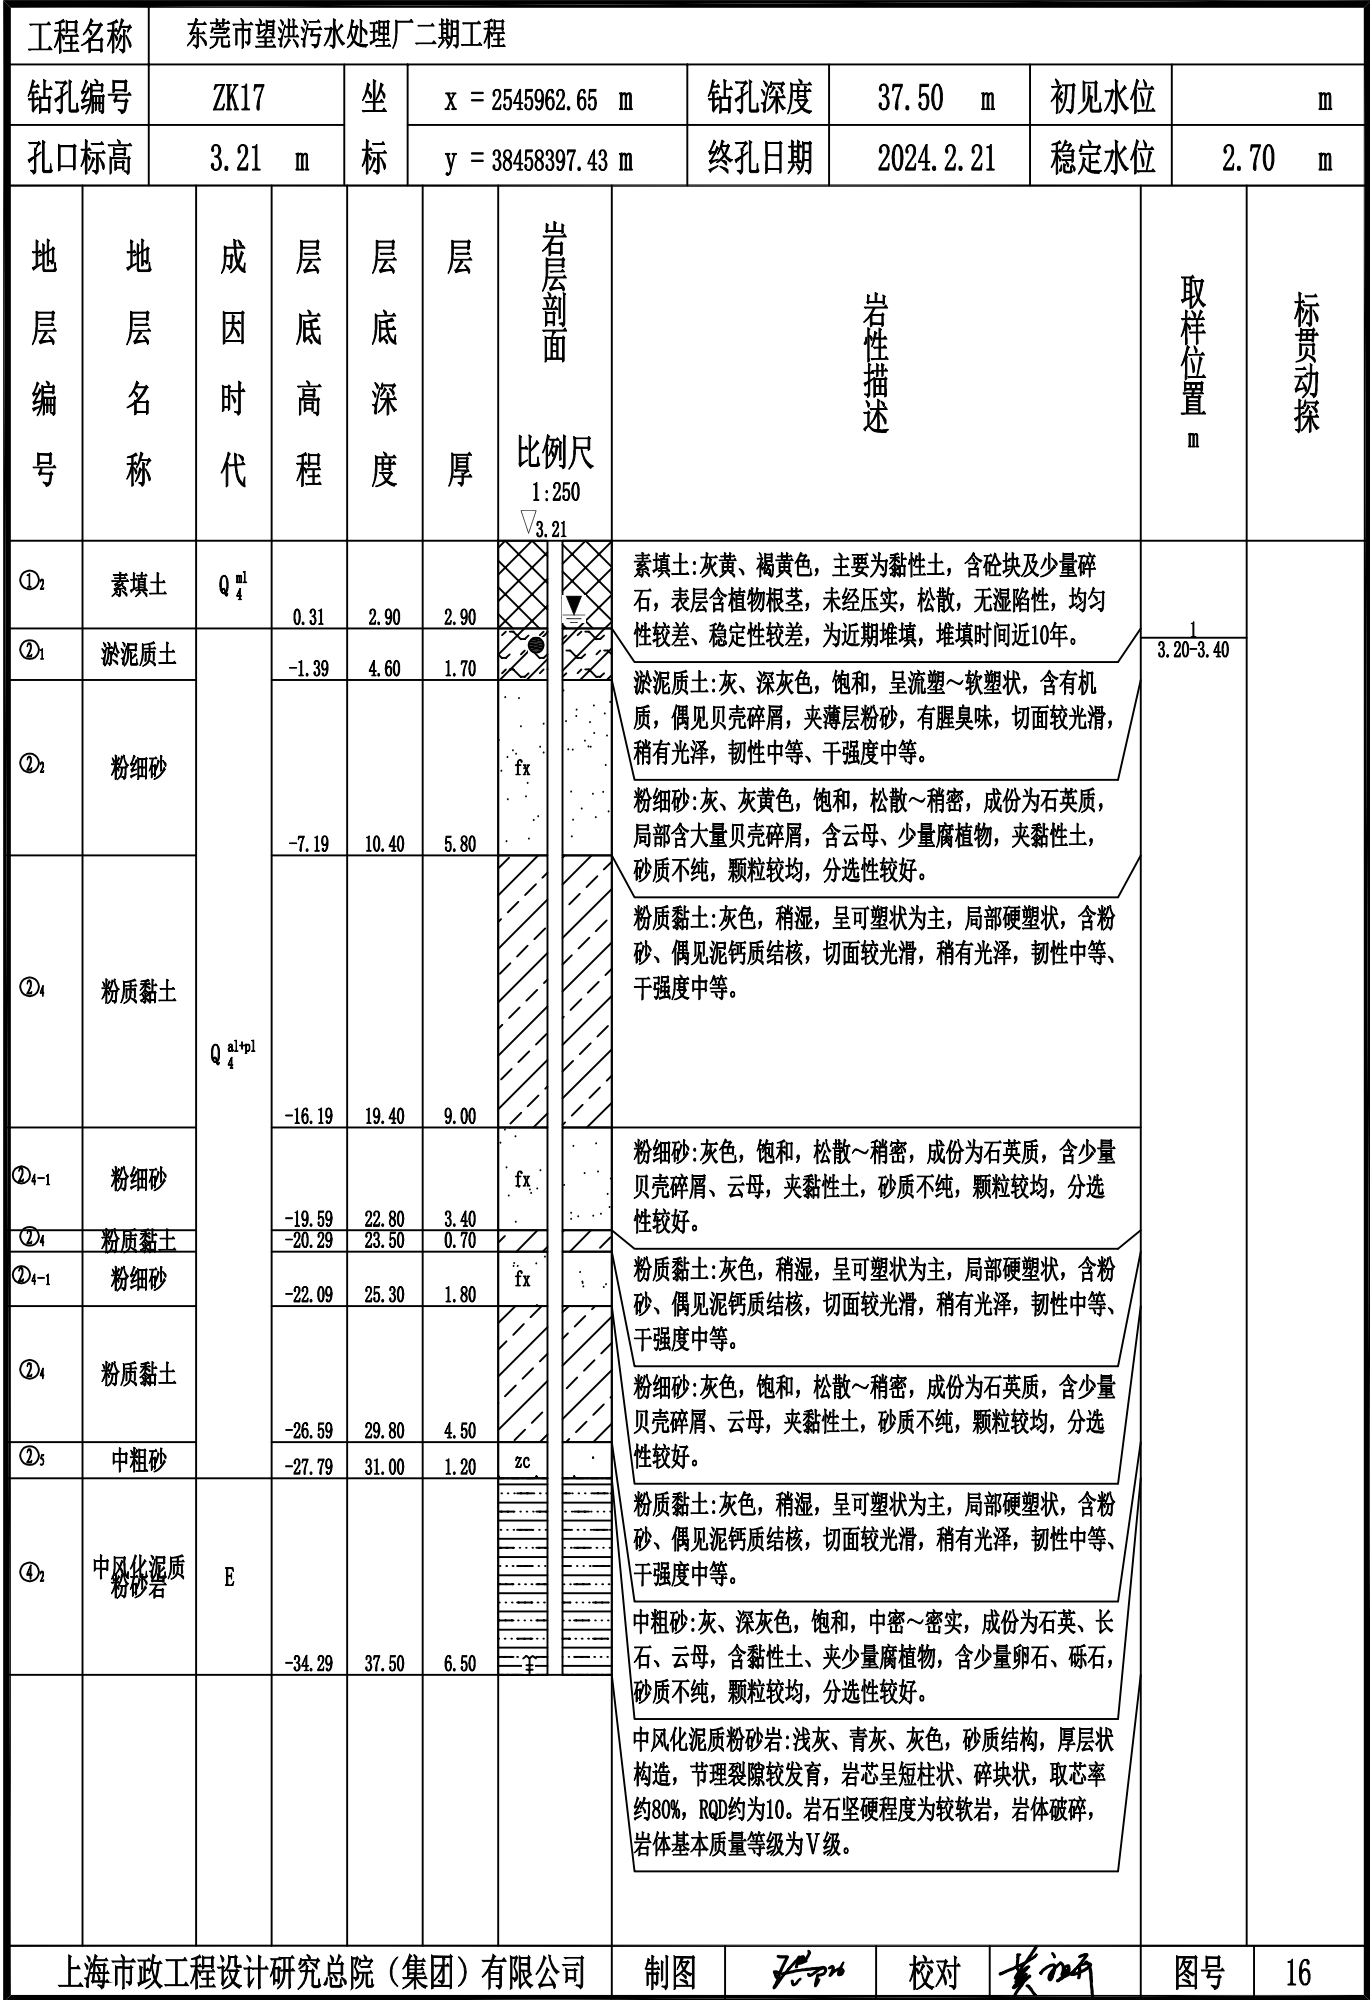 工程名称 东莞市望洪污水处理厂二期工程
钻孔编号 ZK17 坐 x = 2545962.65 m 钻孔深度 37.50 m 初见水位 m
孔口标高 3.21 m 标 y = 38458397.43 m 终孔日期 2024.2.21 稳定水位 2.70 m
地层编号
地层名称
成因时代
层底高程
层底深度
层厚
岩层剖面
比例尺
1:250
3.21
岩性描述
取样位置
m
标贯动探
①2 素填土 Q4 ml 0.31 2.90 2.90
素填土:灰黄、褐黄色，主要为黏性土，含砼块及少量碎
石，表层含植物根茎，未经压实，松散，无湿陷性，均匀
性较差、稳定性较差，为近期堆填，堆填时间近10年。
1
3.20-3.40
②1 淤泥质土 -1.39 4.60 1.70
淤泥质土:灰、深灰色，饱和，呈流塑～软塑状，含有机
质，偶见贝壳碎屑，夹薄层粉砂，有腥臭味，切面较光滑，
稍有光泽，韧性中等、干强度中等。
②2 粉细砂 -7.19 10.40 5.80 fx
粉细砂:灰、灰黄色，饱和，松散～稍密，成份为石英质，
局部含大量贝壳碎屑，含云母、少量腐植物，夹黏性土，
砂质不纯，颗粒较均，分选性较好。
②4 粉质黏土 Q4 al+pl -16.19 19.40 9.00
粉质黏土:灰色，稍湿，呈可塑状为主，局部硬塑状，含粉
砂、偶见泥钙质结核，切面较光滑，稍有光泽，韧性中等、
干强度中等。
②4-1 粉细砂 -19.59 22.80 3.40 fx
粉细砂:灰色，饱和，松散～稍密，成份为石英质，含少量
贝壳碎屑、云母，夹黏性土，砂质不纯，颗粒较均，分选
性较好。
②4 粉质黏土 -20.29 23.50 0.70
粉质黏土:灰色，稍湿，呈可塑状为主，局部硬塑状，含粉
砂、偶见泥钙质结核，切面较光滑，稍有光泽，韧性中等、
干强度中等。
②4-1 粉细砂 -22.09 25.30 1.80 fx
粉细砂:灰色，饱和，松散～稍密，成份为石英质，含少量
贝壳碎屑、云母，夹黏性土，砂质不纯，颗粒较均，分选
性较好。
②4 粉质黏土 -26.59 29.80 4.50
粉质黏土:灰色，稍湿，呈可塑状为主，局部硬塑状，含粉
砂、偶见泥钙质结核，切面较光滑，稍有光泽，韧性中等、
干强度中等。
②5 中粗砂 -27.79 31.00 1.20 zc
中粗砂:灰、深灰色，饱和，中密～密实，成份为石英、长
石、云母，含黏性土、夹少量腐植物，含少量卵石、砾石，
砂质不纯，颗粒较均，分选性较好。
④2 中风化泥质
粉砂岩 E -34.29 37.50 6.50
中风化泥质粉砂岩:浅灰、青灰、灰色，砂质结构，厚层状
构造，节理裂隙较发育，岩芯呈短柱状、碎块状，取芯率
约80%，RQD约为10。岩石坚硬程度为较软岩，岩体破碎，
岩体基本质量等级为Ⅴ级。
上海市政工程设计研究总院（集团）有限公司 制图 校对 图号 16